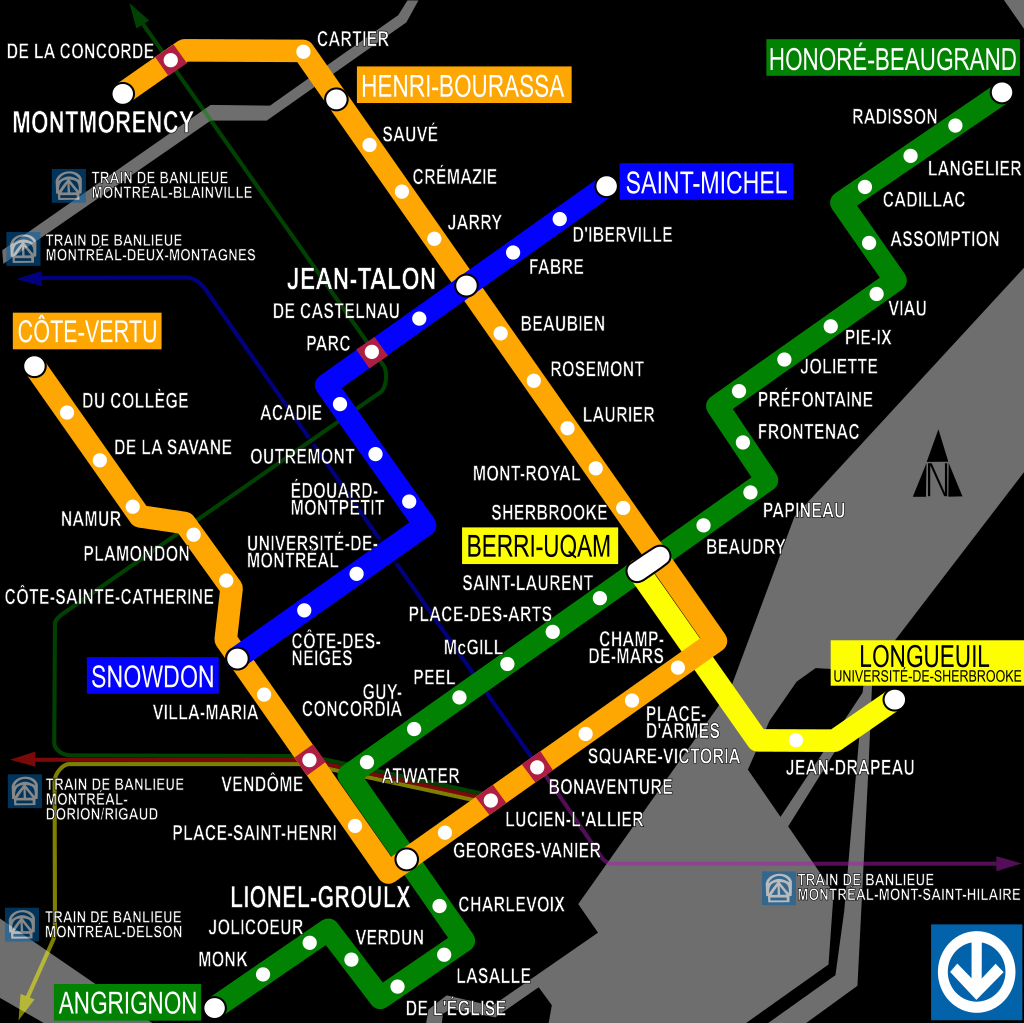 DE LA CONCORDE
CARTIER
HONORÉ-BEAUGRAND
HENRI-BOURASSA
MONTMORENCY
RADISSON
SAUVÉ
LANGELIER
CRÉMAZIE
TRAIN DE BANLIEUE
MONTRÉAL-BLAINVILLE
SAINT-MICHEL
CADILLAC
JARRY
D'IBERVILLE
ASSOMPTION
TRAIN DE BANLIEUE
MONTRÉAL-DEUX-MONTAGNES
FABRE
JEAN-TALON
DE CASTELNAU
VIAU
CÔTE-VERTU
BEAUBIEN
PIE-IX
PARC
ROSEMONT
JOLIETTE
DU COLLÈGE
PRÉFONTAINE
ACADIE
LAURIER
FRONTENAC
DE LA SAVANE
OUTREMONT
MONT-ROYAL
N
ÉDOUARD-
MONTPETIT
SHERBROOKE
PAPINEAU
NAMUR
PLAMONDON
UNIVERSITÉ-DE-
MONTRÉAL
BERRI-UQAM
BEAUDRY
SAINT-LAURENT
CÔTE-SAINTE-CATHERINE
PLACE-DES-ARTS
CÔTE-DES-
NEIGES
McGILL
CHAMP-
DE-MARS
LONGUEUIL
UNIVERSITÉ-DE-SHERBROOKE
SNOWDON
PEEL
GUY-
CONCORDIA
VILLA-MARIA
PLACE-
D'ARMES
SQUARE-VICTORIA
JEAN-DRAPEAU
ATWATER
VENDÔME
BONAVENTURE
TRAIN DE BANLIEUE
MONTRÉAL-
DORION/RIGAUD
LUCIEN-L'ALLIER
PLACE-SAINT-HENRI
GEORGES-VANIER
TRAIN DE BANLIEUE
MONTRÉAL-MONT-SAINT-HILAIRE
LIONEL-GROULX
CHARLEVOIX
TRAIN DE BANLIEUE
MONTRÉAL-DELSON
JOLICOEUR
VERDUN
MONK
LASALLE
ANGRIGNON
DE L'ÉGLISE